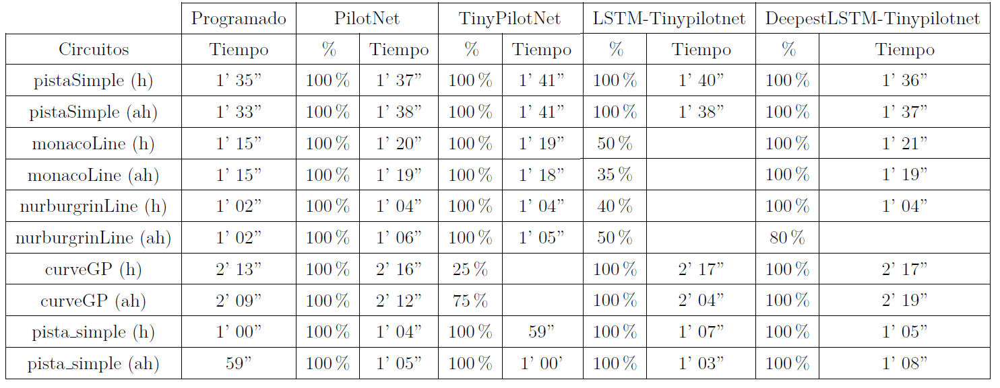 Programado PilotNet TinyPilotNet LSTM-Tinypilotnet DeepestLSTM-Tinypilotnet
Circuitos Tiempo % Tiempo % Tiempo % Tiempo % Tiempo
pistaSimple (h) 1' 35" 100 % 1' 37" 100 % 1' 41" 100 % 1' 40" 100 % 1' 36"
pistaSimple (ah) 1' 33" 100 % 1' 38" 100 % 1' 41" 100 % 1' 38" 100 % 1' 37"
monacoLine (h) 1' 15" 100 % 1' 20" 100 % 1' 19" 50 % 100 % 1' 21"
monacoLine (ah) 1' 15" 100 % 1' 19" 100 % 1' 18" 35 % 100 % 1' 19"
nurburgrinLine (h) 1' 02" 100 % 1' 04" 100 % 1' 04" 40 % 100 % 1' 04"
nurburgrinLine (ah) 1' 02" 100 % 1' 06" 100 % 1' 05" 50 % 80 %
curveGP (h) 2' 13" 100 % 2' 16" 25 % 100 % 2' 17" 100 % 2' 17"
curveGP (ah) 2' 09" 100 % 2' 12" 75 % 100 % 2' 04" 100 % 2' 19"
pista_simple (h) 1' 00" 100 % 1' 04" 100 % 59" 100 % 1' 07" 100 % 1' 05"
pista_simple (ah) 59" 100 % 1' 05" 100 % 1' 00' 100 % 1' 03" 100 % 1' 08"